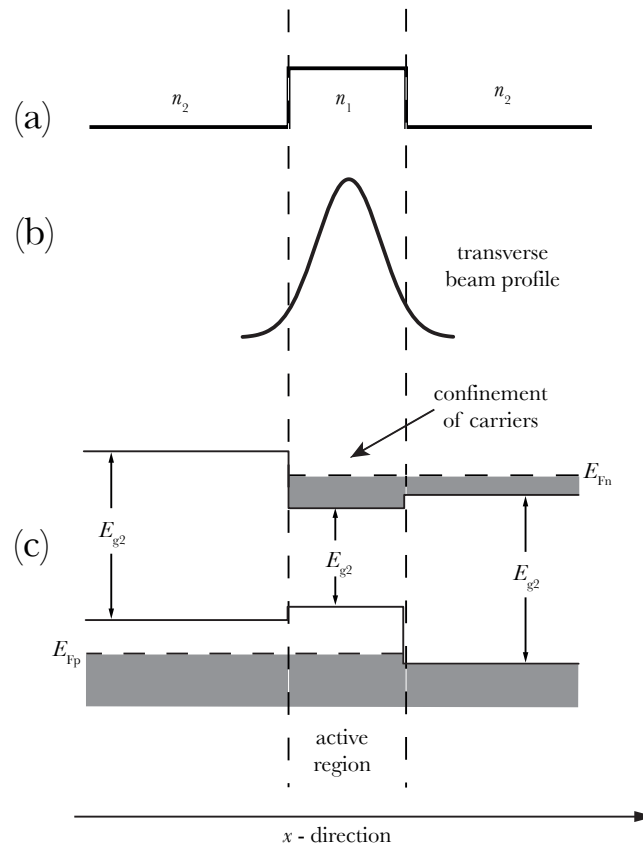 (a)
n2
n1
n2
(b)
transverse
beam profile
confinement
of carriers
EFn
(c)
Eg2
Eg2
Eg2
EFp
active
region
x - direction